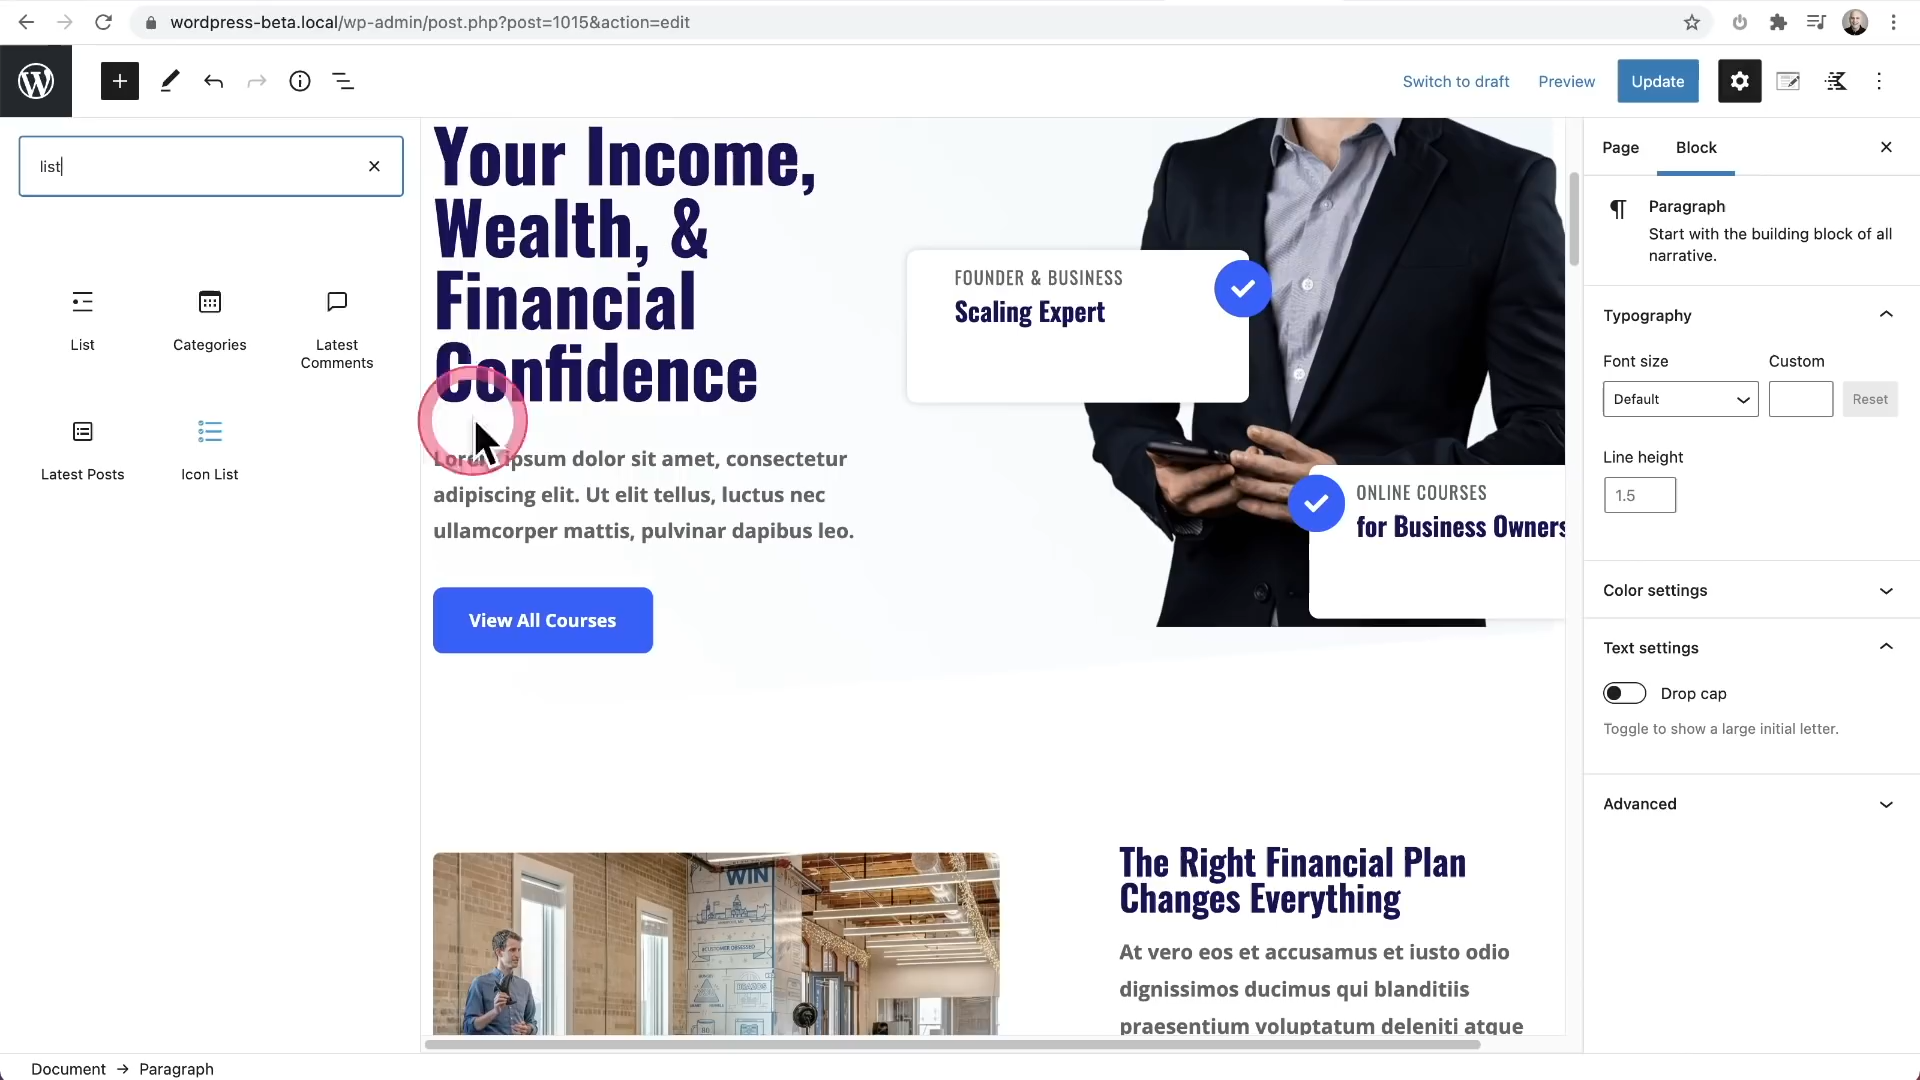 wordpress-beta.local/wp-admin/post.php?post=1015&action=edit
Switch to draft
Preview
Update
list
List
Categories
Latest
Comments
Latest Posts
Icon List
Your Income,
Wealth, &
Financial
Confidence
Lorem ipsum dolor sit amet, consectetur
adipiscing elit. Ut elit tellus, luctus nec
ullamcorper mattis, pulvinar dapibus leo.
View All Courses
FOUNDER & BUSINESS
Scaling Expert
ONLINE COURSES
for Business Owners
WIN
The Right Financial Plan
Changes Everything
At vero eos et accusamus et iusto odio
dignissimos ducimus qui blanditiis
praesentium voluptatum deleniti atque
Page
Block
Paragraph
Start with the building block of all
narrative.
Typography
Font size
Custom
Default
Reset
Line height
1.5
Color settings
Text settings
Drop cap
Toggle to show a large initial letter.
Advanced
Document → Paragraph